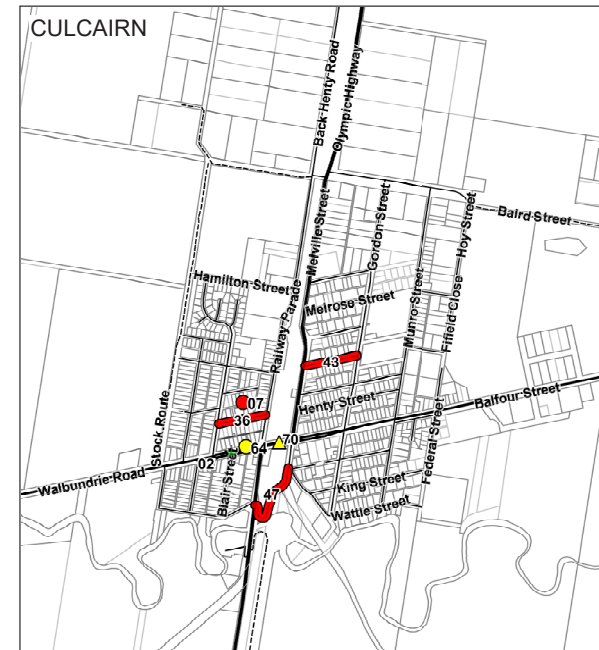 CULCAIRN
Back Henty Road
Olympic Highway
Baird Street
Hoy Street
Gordon Street
Melville Street
Hamilton Street
Melrose Street
Munro Street
Fifield Close
Railway Parade
43
07
36
Henty Street
Balfour Street
Stock Route
70
64
02
Blair Street
Walbundrie Road
Federal Street
King Street
47
Wattle Street